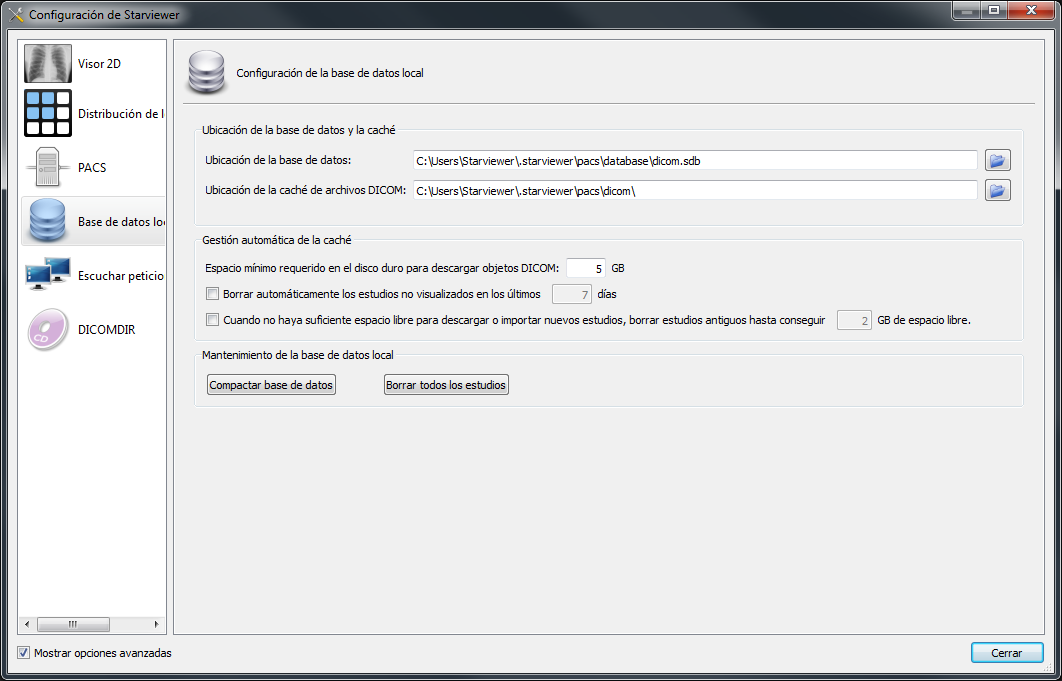 Configuración de Starviewer
Visor 2D
Distribución de l
PACS
Base de datos lo
Escuchar peticio
DICOMDIR
Configuración de la base de datos local
Ubicación de la base de datos y la caché
Ubicación de la base de datos: C:\Users\Starviewer\.starviewer\pacs\database\dicom.sdb
Ubicación de la caché de archivos DICOM: C:\Users\Starviewer\.starviewer\pacs\dicom\
Gestión automática de la caché
Espacio mínimo requerido en el disco duro para descargar objetos DICOM: 5 GB
Borrar automáticamente los estudios no visualizados en los últimos 7 días
Cuando no haya suficiente espacio libre para descargar o importar nuevos estudios, borrar estudios antiguos hasta conseguir 2 GB de espacio libre.
Mantenimiento de la base de datos local
Compactar base de datos Borrar todos los estudios
Mostrar opciones avanzadas
Cerrar